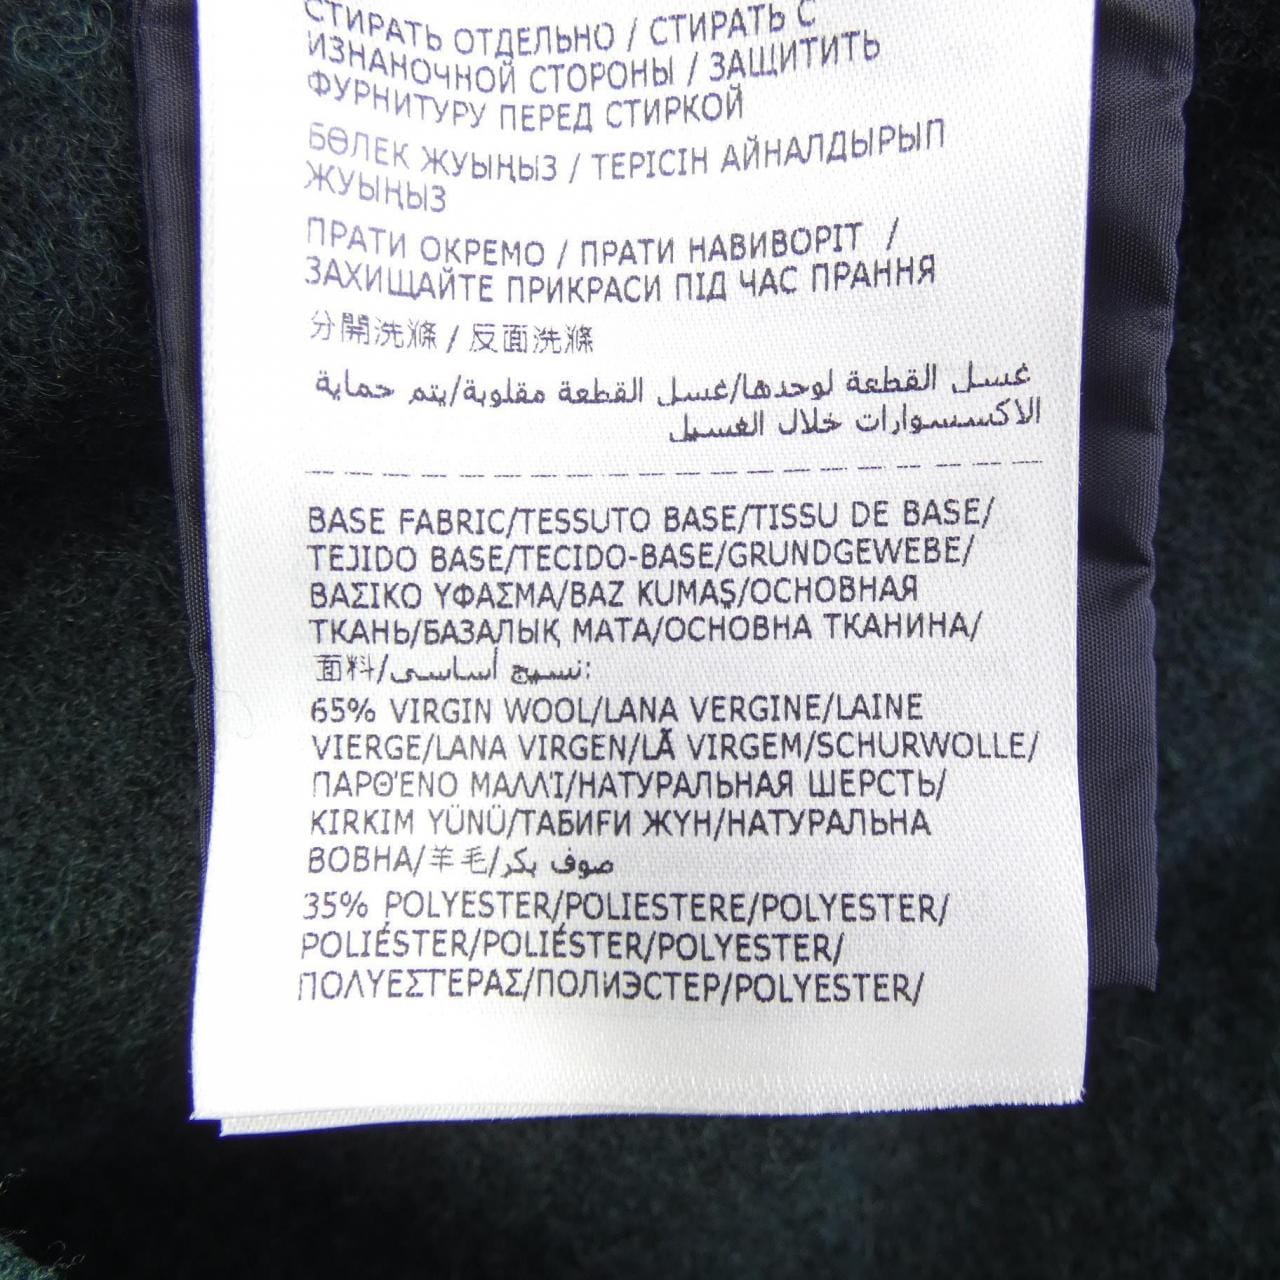 СТИРАТЬ ОТДЕЛЬНО / СТИРАТЬ С
ИЗНАНОЧНОЙ СТОРОНЫ / ЗАЩИТИТЬ
ФУРНИТУРУ ПЕРЕД СТИРКОЙ
БӨЛЕК ЖУЫҢЫЗ / ТЕРІСІН АЙНАЛДЫРЫП
ЖУЫҢЫЗ
ПРАТИ ОКРЕМО / ПРАТИ НАВИВОРІТ /
ЗАХИЩАЙТЕ ПРИКРАСИ ПІД ЧАС ПРАННЯ
分開洗滌 / 反面洗滌
غسل القطعة لوحدها/غسل القطعة مقلوبة/يتم حماية
الاكسسوارات خلال الغسيل
BASE FABRIC/TESSUTO BASE/TISSU DE BASE/
TEJIDO BASE/TECIDO-BASE/GRUNDGEWEBE/
ΒΑΣΙΚΟ ΥΦΑΣΜΑ/BAZ KUMAŞ/ОСНОВНАЯ
ТКАНЬ/БАЗАЛЫҚ МАТА/ОСНОВНА ТКАНИНА/
面料/نسيج أساسى:
65% VIRGIN WOOL/LANA VERGINE/LAINE
VIERGE/LANA VIRGEN/LÃ VIRGEM/SCHURWOLLE/
ΠΑΡΘΈΝΟ ΜΑΛΛΊ/НАТУРАЛЬНАЯ ШЕРСТЬ/
KIRKIM YÜNÜ/ТАБИҒИ ЖҮН/НАТУРАЛЬНА
ВОВНА/羊毛/صوف بكر
35% POLYESTER/POLIESTERE/POLYESTER/
POLIÉSTER/POLIÉSTER/POLYESTER/
ΠΟΛΥΕΣΤΕΡΑΣ/ПОЛИЭСТЕР/POLYESTER/